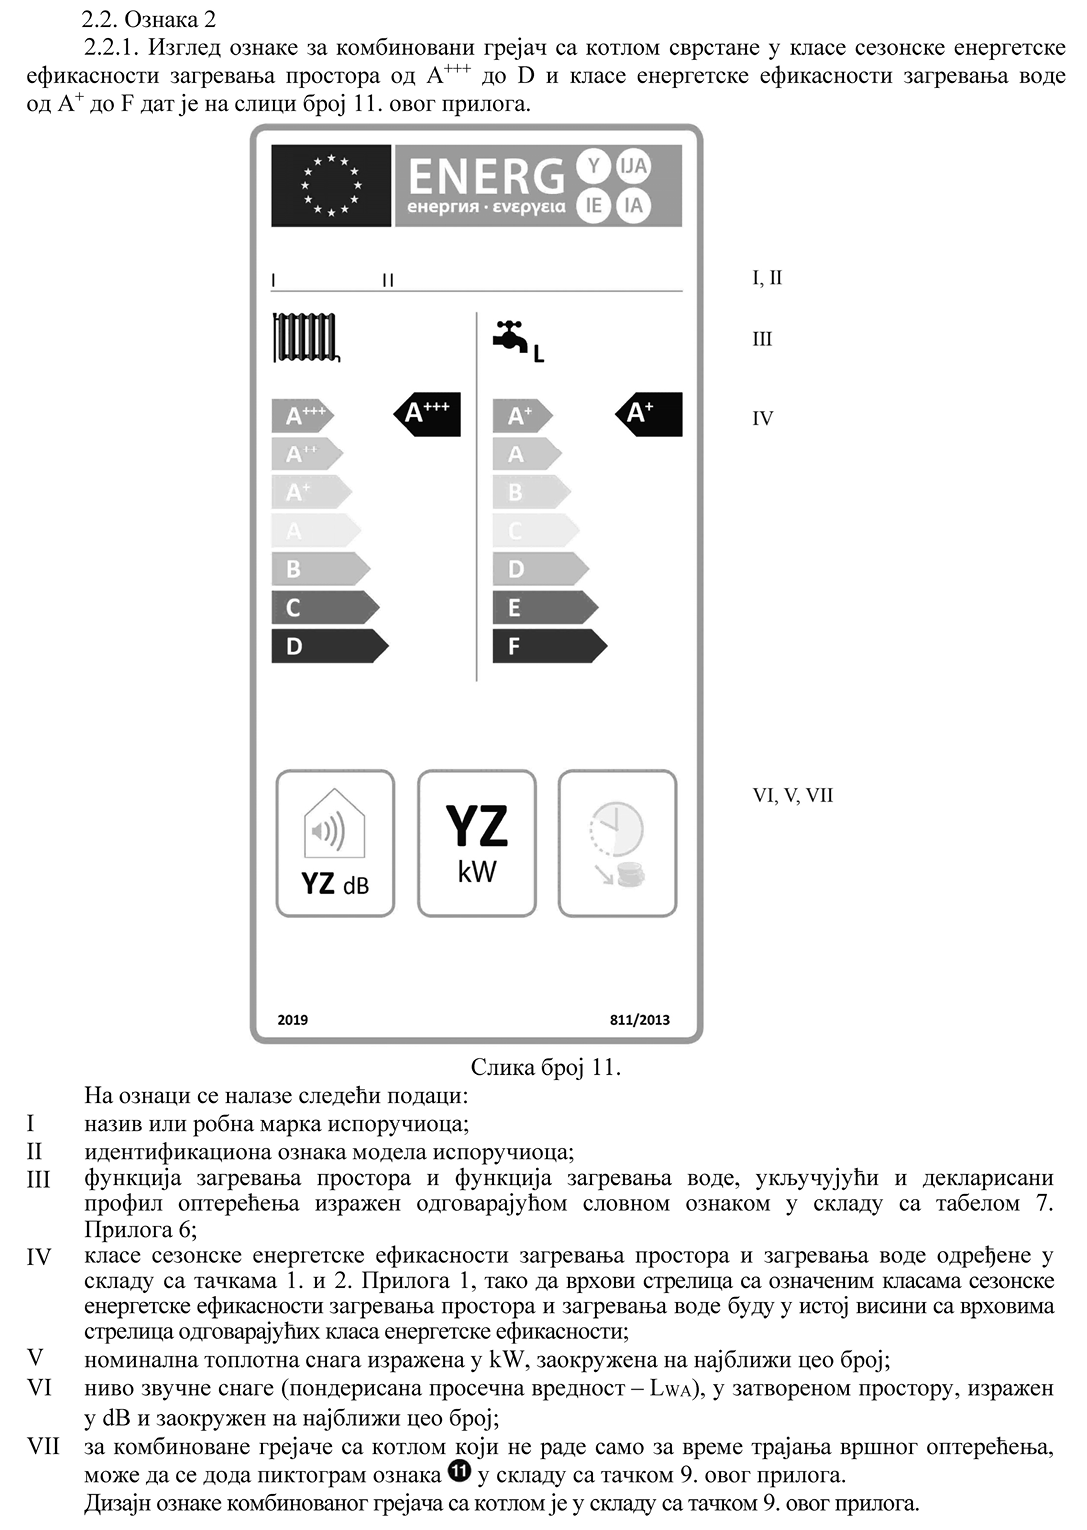 2.2. Ознака 2
2.2.1. Изглед ознаке за комбиновани грејач са котлом сврстане у класе сезонске енергетске
ефикасности загревања простора од A+++ до D и класе енергетске ефикасности загревања воде
од A+ до F дат је на слици број 11. овог прилога.
ENERG Y IJA
енергия · ενεργεια IE IA
I II
I, II
L
III
A+++ A+++ A+ A+
IV
A++ A
A+ B
A C
B D
C E
D F
VI, V, VII
YZ dB
YZ
kW
2019 811/2013
Слика број 11.
На ознаци се налазе следећи подаци:
I назив или робна марка испоручиоца;
II идентификациона ознака модела испоручиоца;
III функција загревања простора и функција загревања воде, укључујући и декларисани
профил оптерећења изражен одговарајућом словном ознаком у складу са табелом 7.
Прилога 6;
IV класе сезонске енергетске ефикасности загревања простора и загревања воде одређене у
складу са тачкама 1. и 2. Прилога 1, тако да врхови стрелица са означеним класама сезонске
енергетске ефикасности загревања простора и загревања воде буду у истој висини са врховима
стрелица одговарајућих класа енергетске ефикасности;
V номинална топлотна снага изражена у kW, заокружена на најближи цео број;
VI ниво звучне снаге (пондерисана просечна вредност – LWA), у затвореном простору, изражен
у dB и заокружен на најближи цео број;
VII за комбиноване грејаче са котлом који не раде само за време трајања вршног оптерећења,
може да се дода пиктограм ознака 11 у складу са тачком 9. овог прилога.
Дизајн ознаке комбинованог грејача са котлом је у складу са тачком 9. овог прилога.